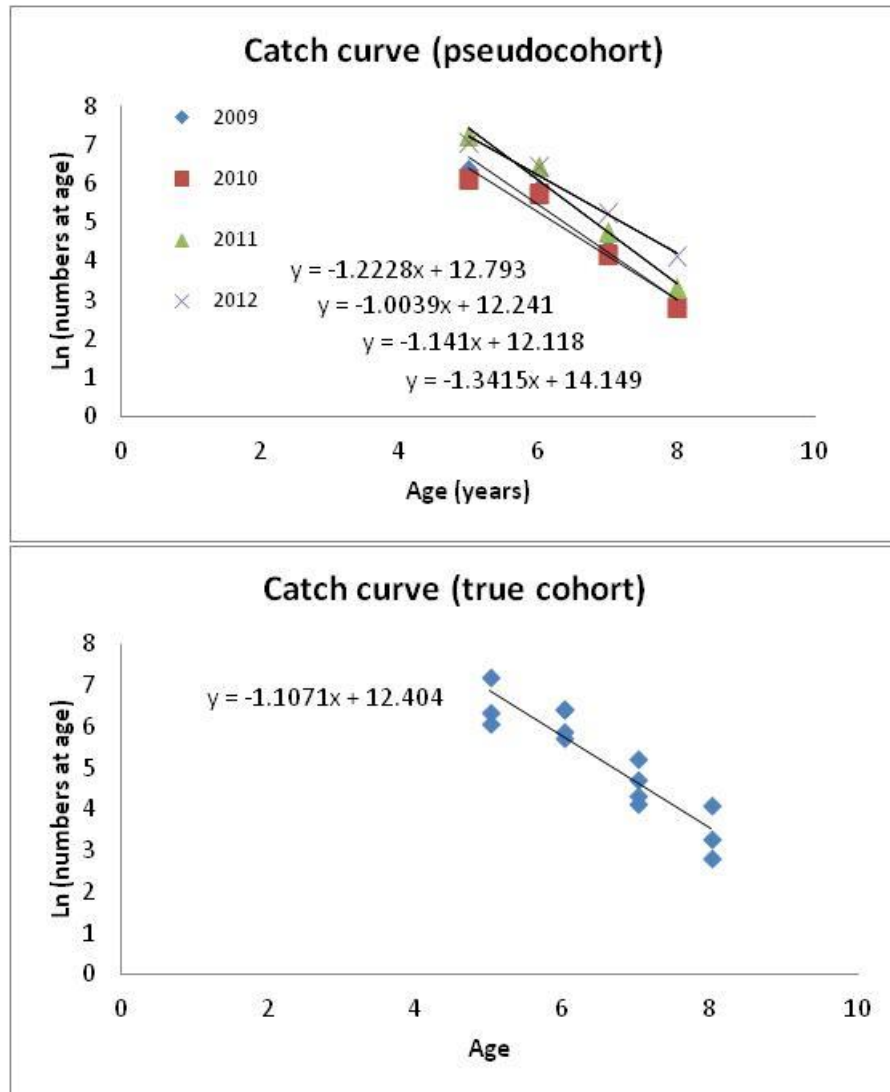 Catch curve (pseudocohort)
8
7
6
5
4
3
2
1
0
Ln (numbers at age)
2009
2010
2011
2012
y = -1.2228x + 12.793
y = -1.0039x + 12.241
y = -1.141x + 12.118
y = -1.3415x + 14.149
0 2 4 6 8 10
Age (years)
Catch curve (true cohort)
8
7
6
5
4
3
2
1
0
Ln (numbers at age)
y = -1.1071x + 12.404
0 2 4 6 8 10
Age